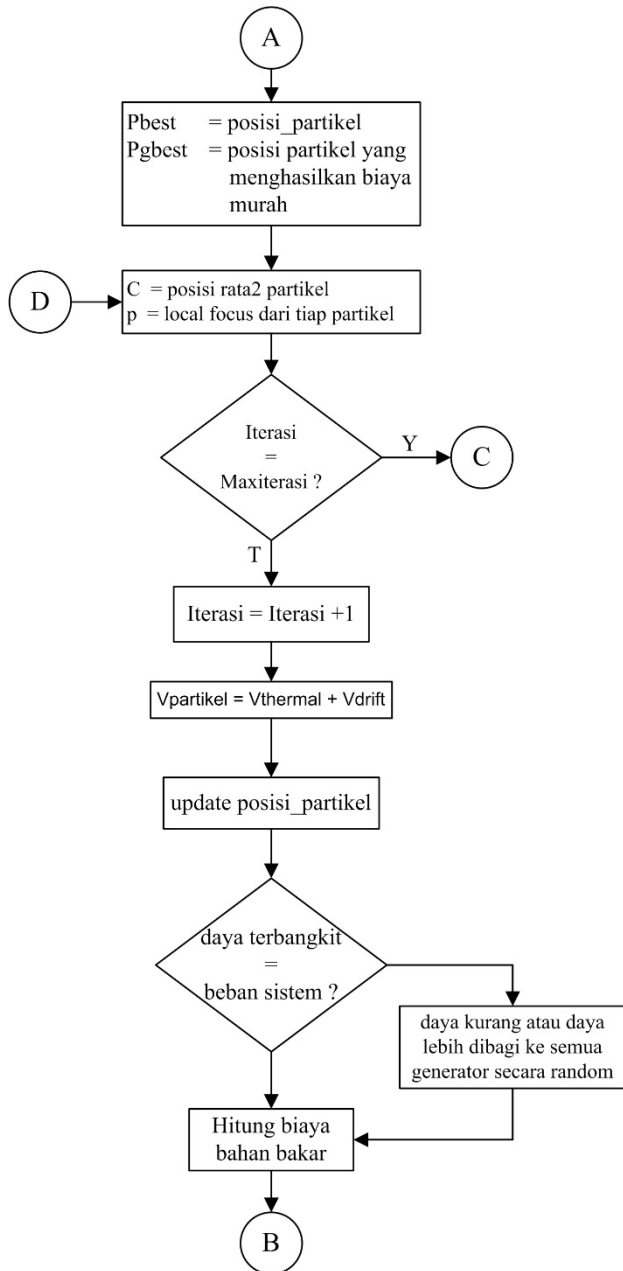 A
Pbest = posisi_partikel
Pgbest = posisi partikel yang
menghasilkan biaya
murah
D
C = posisi rata2 partikel
p = local focus dari tiap partikel
Iterasi
=
Maxiterasi ?
Y
C
T
Iterasi = Iterasi +1
Vpartikel = Vthermal + Vdrift
update posisi_partikel
daya terbangkit
=
beban sistem ?
daya kurang atau daya
lebih dibagi ke semua
generator secara random
Hitung biaya
bahan bakar
B